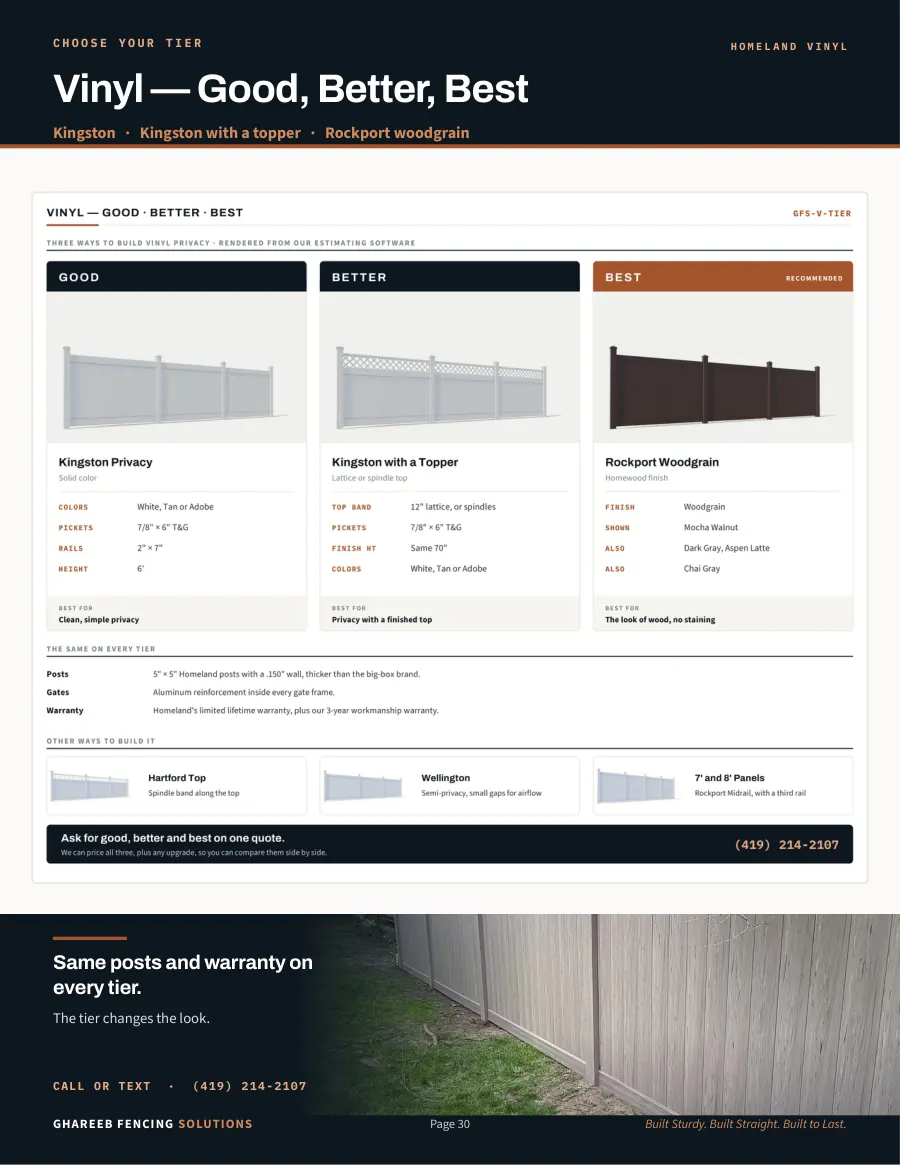 CHOOSE YOUR TIER
HOMELAND VINYL
Vinyl — Good, Better, Best
Kingston · Kingston with a topper · Rockport woodgrain
VINYL — GOOD · BETTER · BEST
GFS-V-TIER
THREE WAYS TO BUILD VINYL PRIVACY · RENDERED FROM OUR ESTIMATING SOFTWARE
GOOD
Kingston Privacy
Solid color
COLORS White, Tan or Adobe
PICKETS 7/8" × 6" T&G
RAILS 2" × 7"
HEIGHT 6'
BEST FOR
Clean, simple privacy
BETTER
Kingston with a Topper
Lattice or spindle top
TOP BAND 12" lattice, or spindles
PICKETS 7/8" × 6" T&G
FINISH HT Same 70"
COLORS White, Tan or Adobe
BEST FOR
Privacy with a finished top
BEST RECOMMENDED
Rockport Woodgrain
Homewood finish
FINISH Woodgrain
SHOWN Mocha Walnut
ALSO Dark Gray, Aspen Latte
ALSO Chai Gray
BEST FOR
The look of wood, no staining
THE SAME ON EVERY TIER
Posts 5" × 5" Homeland posts with a .150" wall, thicker than the big-box brand.
Gates Aluminum reinforcement inside every gate frame.
Warranty Homeland's limited lifetime warranty, plus our 3-year workmanship warranty.
OTHER WAYS TO BUILD IT
Hartford Top
Spindle band along the top
Wellington
Semi-privacy, small gaps for airflow
7' and 8' Panels
Rockport Midrail, with a third rail
Ask for good, better and best on one quote.
We can price all three, plus any upgrade, so you can compare them side by side.
(419) 214-2107
Same posts and warranty on
every tier.
The tier changes the look.
CALL OR TEXT · (419) 214-2107
GHAREEB FENCING SOLUTIONS
Page 30
Built Sturdy. Built Straight. Built to Last.